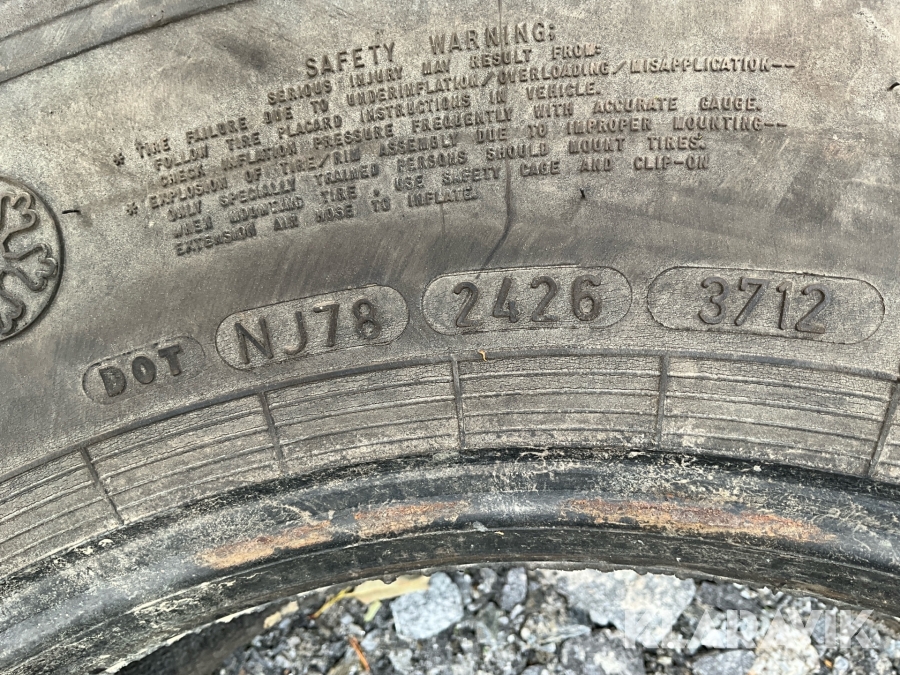 SAFETY WARNING:
SERIOUS INJURY MAY RESULT FROM:
* TIRE FAILURE DUE TO UNDERINFLATION/OVERLOADING/MISAPPLICATION--
FOLLOW TIRE PLACARD INSTRUCTIONS IN VEHICLE.
CHECK INFLATION PRESSURE FREQUENTLY WITH ACCURATE GAUGE.
* EXPLOSION OF TIRE/RIM ASSEMBLY DUE TO IMPROPER MOUNTING--
ONLY SPECIALLY TRAINED PERSONS SHOULD MOUNT TIRES.
WHEN MOUNTING TIRE, USE SAFETY CAGE AND CLIP-ON
EXTENSION AIR HOSE TO INFLATE.
DOT NJ78 2426 3712
KLARAVIK